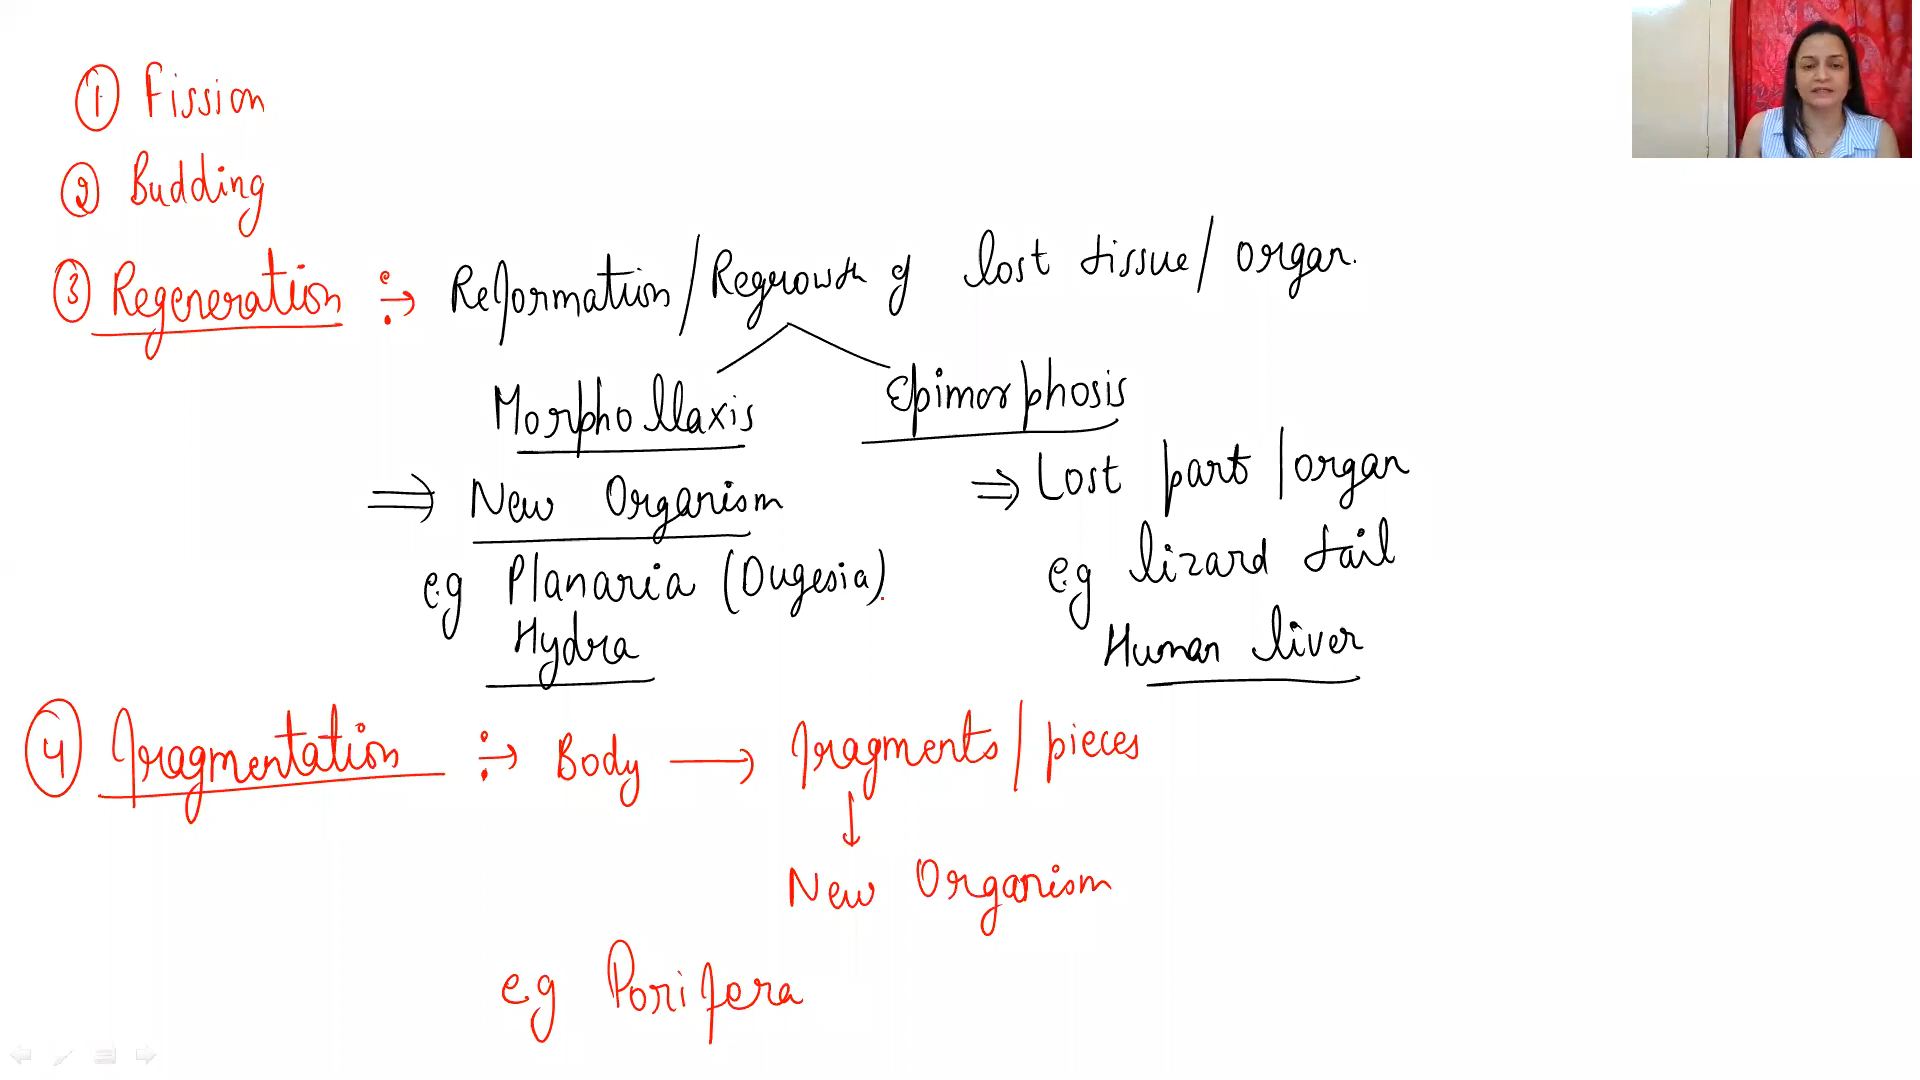 ① Fission
② Budding
③ Regeneration ÷→ Reformation/Regrowth of lost tissue/organ.
Morphollaxis Epimorphosis
⇒ New Organism ⇒ Lost part/organ
e.g Planaria (Dugesia) e.g lizard tail
Hydra Human liver
④ fragmentation ÷→ Body → fragments/pieces
↓
New Organism
e.g Porifera